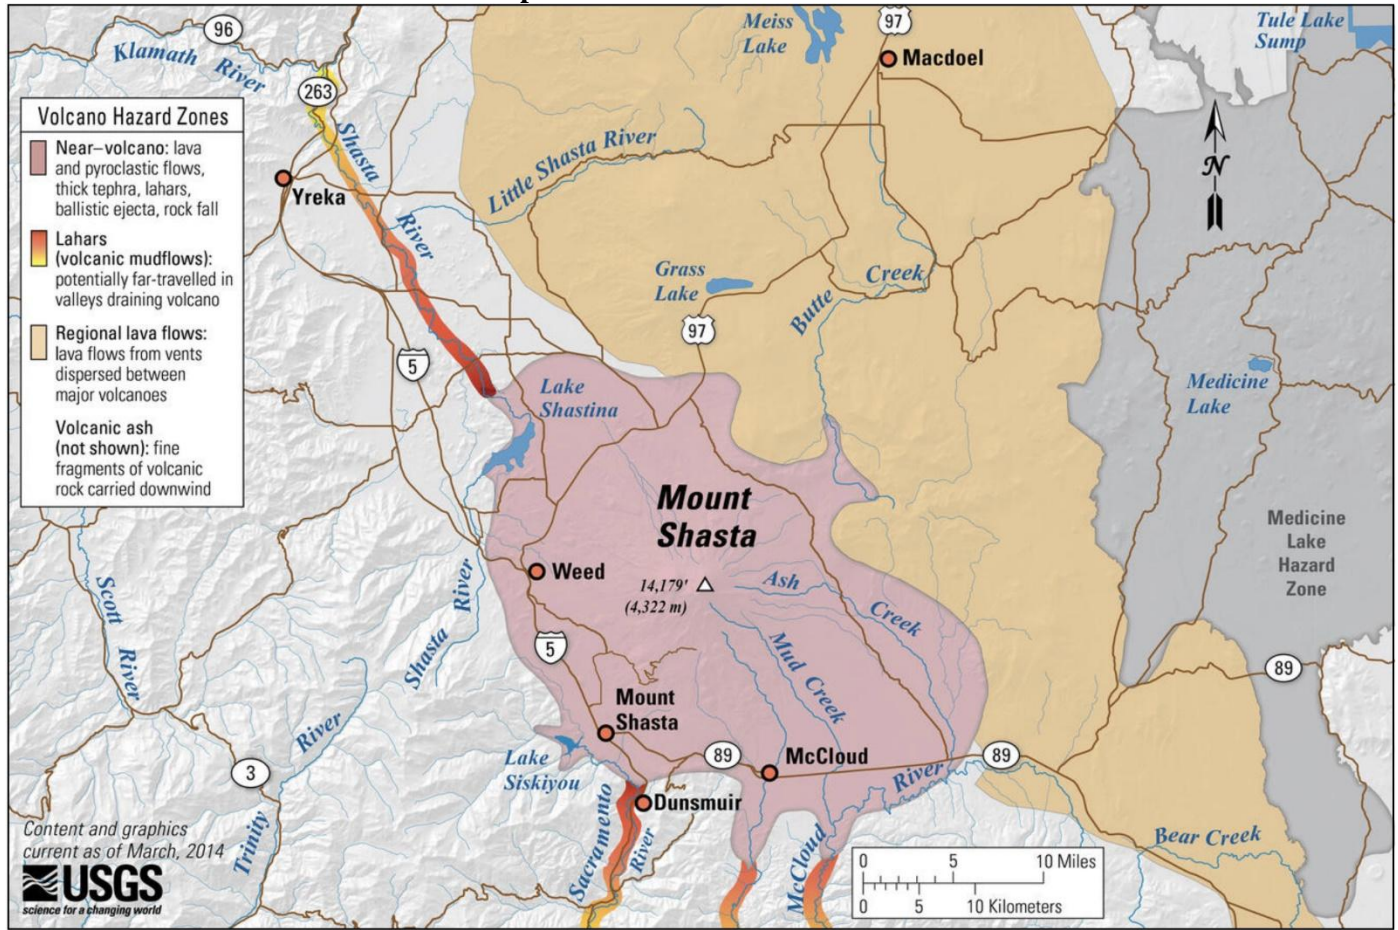 96
Klamath River
263
Meiss
Lake
97
Macdoel
Tule Lake
Sump
Volcano Hazard Zones
Near–volcano: lava
and pyroclastic flows,
thick tephra, lahars,
ballistic ejecta, rock fall
Lahars
(volcanic mudflows):
potentially far-travelled in
valleys draining volcano
Regional lava flows:
lava flows from vents
dispersed between
major volcanoes
Volcanic ash
(not shown): fine
fragments of volcanic
rock carried downwind
Shasta
River
Yreka
Little Shasta River
N
Grass
Lake
97
Butte
Creek
5
Lake
Shastina
Medicine
Lake
Mount
Shasta
14,179'
(4,322 m)
Medicine
Lake
Hazard
Zone
Weed
Ash
Creek
Mud Creek
Scott
River
Shasta River
5
Mount
Shasta
89
McCloud
89
89
Lake
Siskiyou
River
3
Trinity
Dunsmuir
Sacramento
River
McCloud
River
Bear Creek
Content and graphics
current as of March, 2014
USGS
science for a changing world
0 5 10 Miles
0 5 10 Kilometers